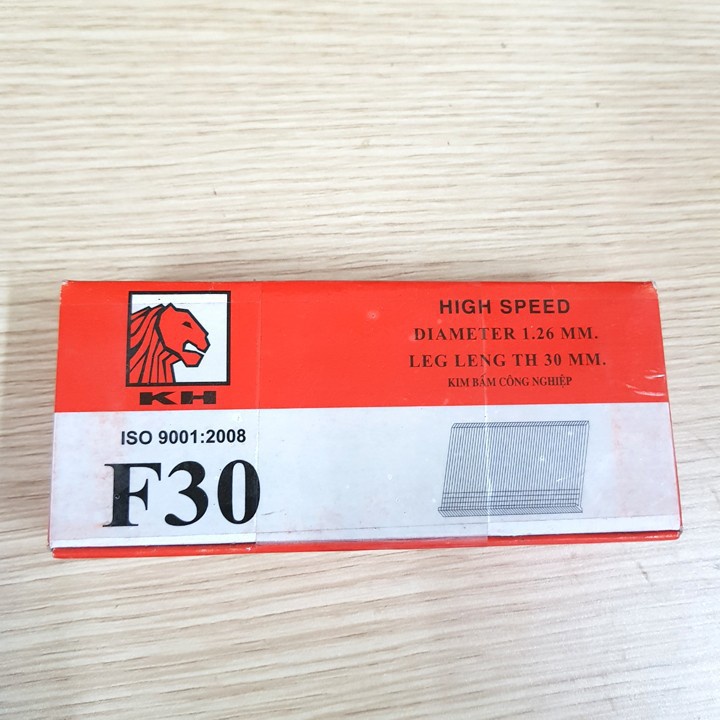 KH
ISO 9001:2008
F30
HIGH SPEED
DIAMETER 1.26 MM.
LEG LENG TH 30 MM.
KIM BẤM CÔNG NGHIỆP